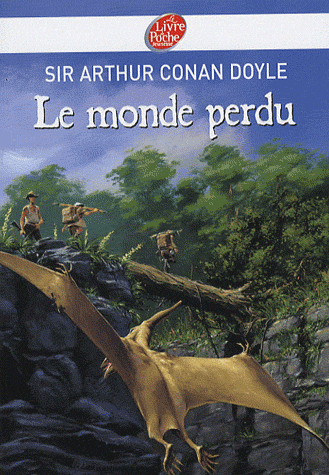 Le
Livre
de Poche
Jeunesse
SIR ARTHUR CONAN DOYLE
Le monde perdu